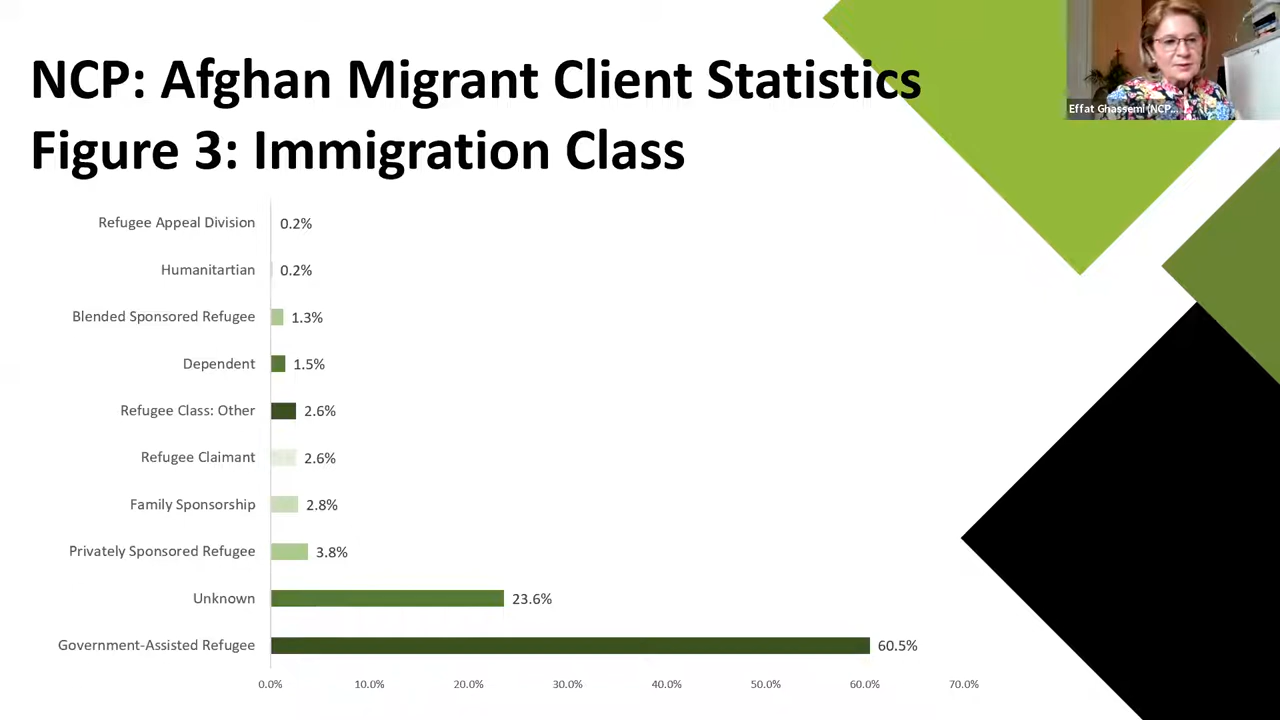 NCP: Afghan Migrant Client Statistics
Figure 3: Immigration Class
Effat Ghassemi (NCP...
Refugee Appeal Division 0.2%
Humanitartian 0.2%
Blended Sponsored Refugee 1.3%
Dependent 1.5%
Refugee Class: Other 2.6%
Refugee Claimant 2.6%
Family Sponsorship 2.8%
Privately Sponsored Refugee 3.8%
Unknown 23.6%
Government-Assisted Refugee 60.5%
0.0% 10.0% 20.0% 30.0% 40.0% 50.0% 60.0% 70.0%